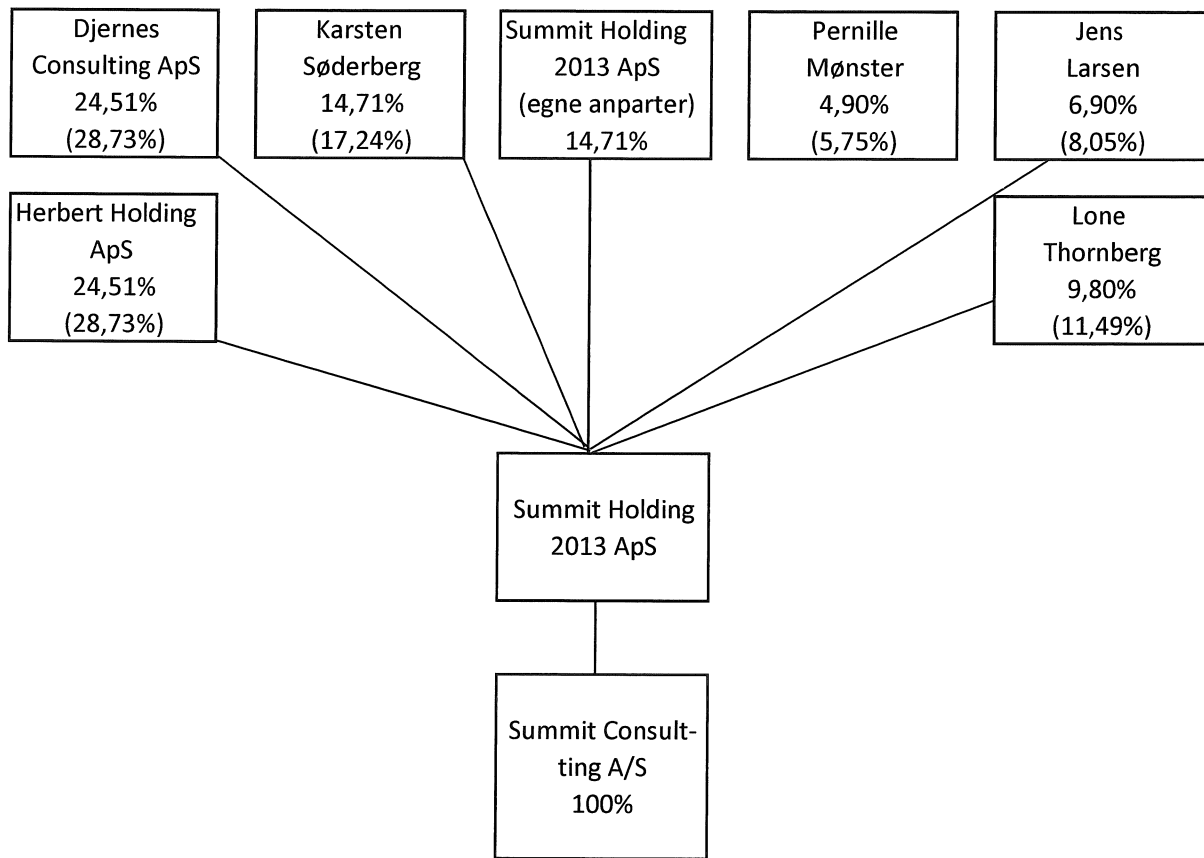 Djernes
Consulting ApS
24,51%
(28,73%)
Karsten
Søderberg
14,71%
(17,24%)
Summit Holding
2013 ApS
(egne anparter)
14,71%
Pernille
Mønster
4,90%
(5,75%)
Jens
Larsen
6,90%
(8,05%)
Herbert Holding
ApS
24,51%
(28,73%)
Lone
Thornberg
9,80%
(11,49%)
Summit Holding
2013 ApS
Summit Consult-
ting A/S
100%